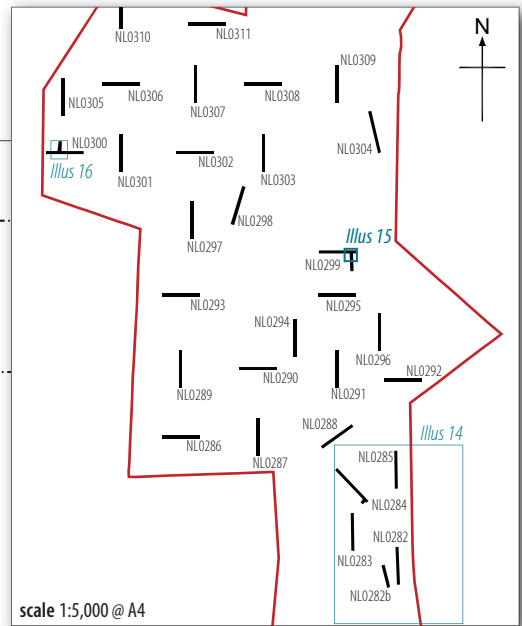 NL0310
NL0311
N
NL0309
NL0305
NL0306
NL0307
NL0308
NL0300
NL0304
Illus 16
NL0301
NL0302
NL0303
NL0298
NL0297
Illus 15
NL0299
NL0293
NL0295
NL0294
NL0296
NL0292
NL0290
NL0289
NL0291
NL0288
Illus 14
NL0286
NL0287
NL0285
NL0284
NL0282
NL0283
NL0282b
scale 1:5,000 @ A4